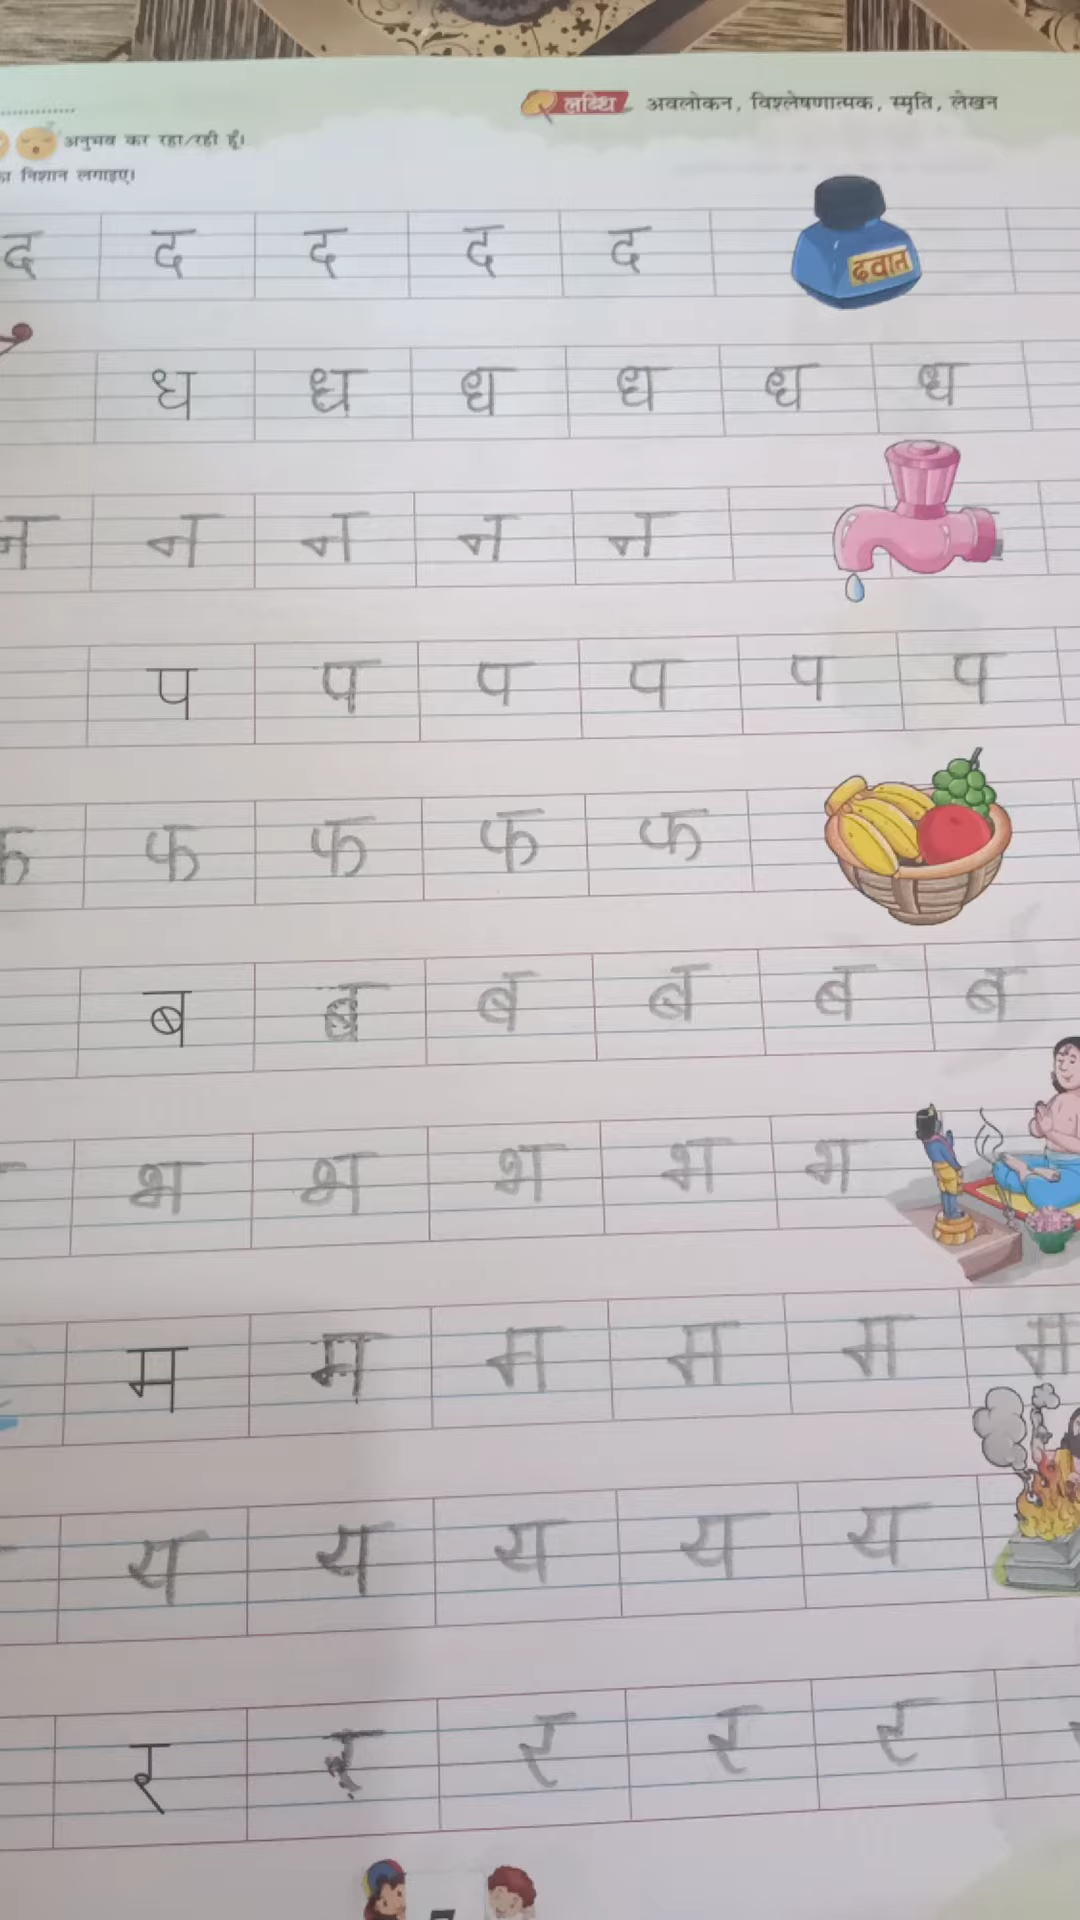 लब्धि अवलोकन, विश्लेषणात्मक, स्मृति, लेखन
अनुभव कर रहा/रही हूँ।
निशान लगाइए।
द द द द द दवात
ध ध ध ध ध ध
न न न न न
प प प प प प
फ फ फ फ फ
ब ब ब ब ब ब
भ भ भ भ भ
म म म म म म
य य य य य
र र र र र